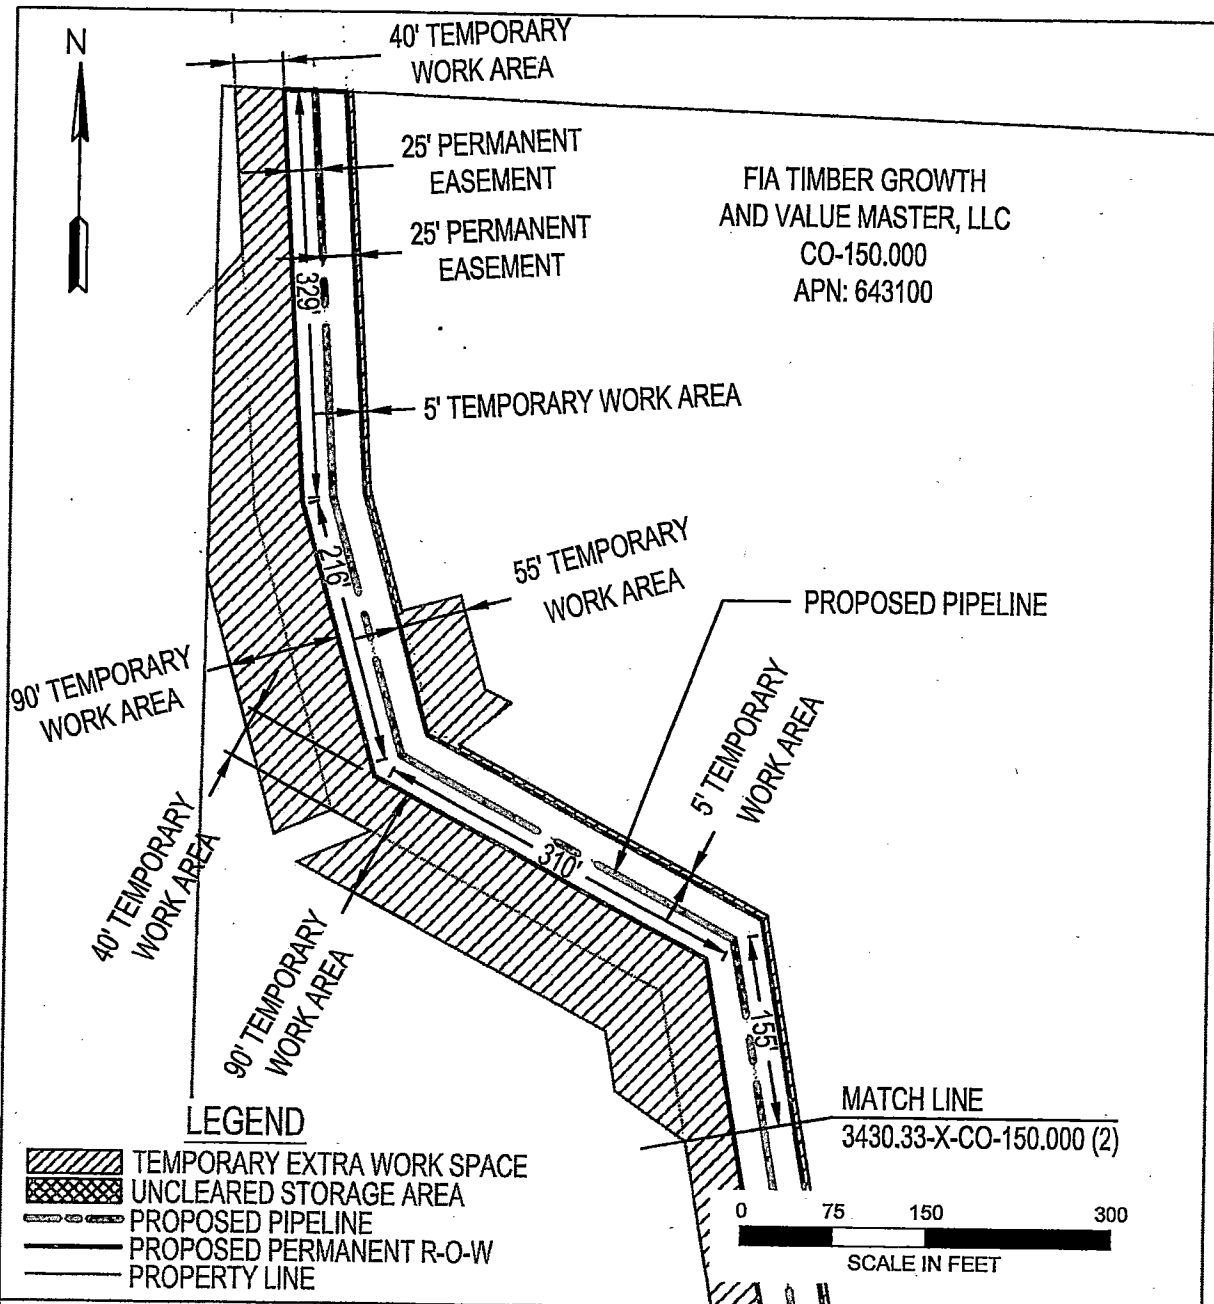 N
40' TEMPORARY
WORK AREA
25' PERMANENT
EASEMENT
25' PERMANENT
EASEMENT
FIA TIMBER GROWTH
AND VALUE MASTER, LLC
CO-150.000
APN: 643100
329'
5' TEMPORARY WORK AREA
216'
55' TEMPORARY
WORK AREA
PROPOSED PIPELINE
90' TEMPORARY
WORK AREA
5' TEMPORARY
WORK AREA
40' TEMPORARY
WORK AREA
310'
90' TEMPORARY
WORK AREA
155'
MATCH LINE
3430.33-X-CO-150.000 (2)
LEGEND
TEMPORARY EXTRA WORK SPACE
UNCLEARED STORAGE AREA
PROPOSED PIPELINE
PROPOSED PERMANENT R-O-W
PROPERTY LINE
0 75 150 300
SCALE IN FEET